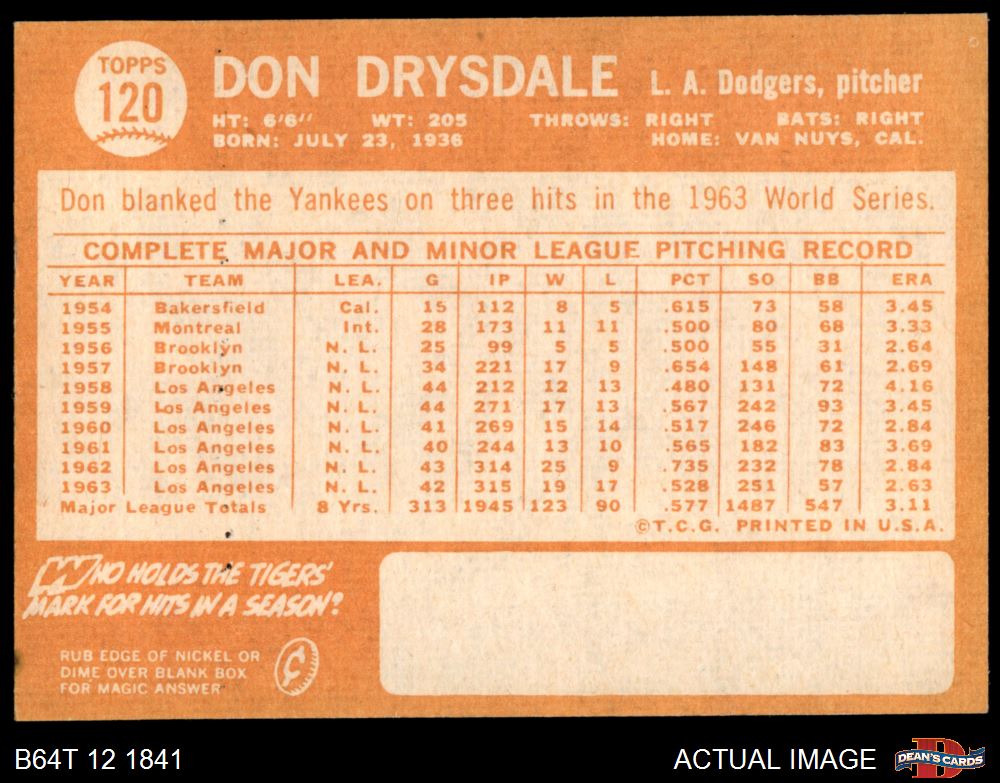 TOPPS
120
DON DRYSDALE L. A. Dodgers, pitcher
HT: 6'6" WT: 205 THROWS: RIGHT BATS: RIGHT
BORN: JULY 23, 1936 HOME: VAN NUYS, CAL.
Don blanked the Yankees on three hits in the 1963 World Series.
COMPLETE MAJOR AND MINOR LEAGUE PITCHING RECORD
YEAR TEAM LEA. G IP W L PCT SO BB ERA
1954 Bakersfield Cal. 15 112 8 5 .615 73 58 3.45
1955 Montreal Int. 28 173 11 11 .500 80 68 3.33
1956 Brooklyn N. L. 25 99 5 5 .500 55 31 2.64
1957 Brooklyn N. L. 34 221 17 9 .654 148 61 2.69
1958 Los Angeles N. L. 44 212 12 13 .480 131 72 4.16
1959 Los Angeles N. L. 44 271 17 13 .567 242 93 3.45
1960 Los Angeles N. L. 41 269 15 14 .517 246 72 2.84
1961 Los Angeles N. L. 40 244 13 10 .565 182 83 3.69
1962 Los Angeles N. L. 43 314 25 9 .735 232 78 2.84
1963 Los Angeles N. L. 42 315 19 17 .528 251 57 2.63
Major League Totals 8 Yrs. 313 1945 123 90 .577 1487 547 3.11
©T.C.G. PRINTED IN U.S.A.
WHO HOLDS THE TIGERS'
MARK FOR HITS IN A SEASON?
RUB EDGE OF NICKEL OR
DIME OVER BLANK BOX
FOR MAGIC ANSWER
¢
B64T 12 1841 ACTUAL IMAGE D DEAN'S CARDS